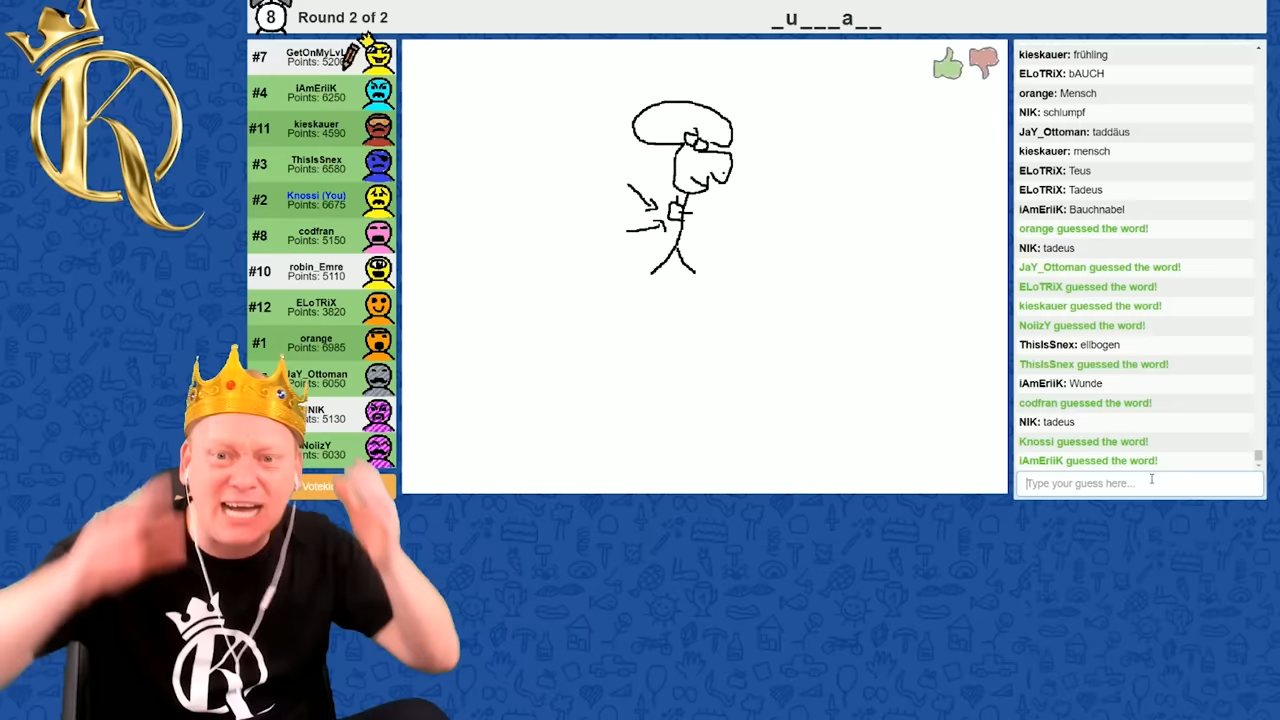 8
Round 2 of 2
_u___a__
#7
GetOnMyLvL
Points: 5200
#4
iAmEriiK
Points: 6250
#11
kieskauer
Points: 4590
#3
ThisIsSnex
Points: 6580
#2
Knossi (You)
Points: 6675
#8
codfran
Points: 5150
#10
robin_Emre
Points: 5110
#12
ELoTRiX
Points: 3820
#1
orange
Points: 6985
JaY_Ottoman
Points: 6050
NIK
ts: 5130
NoiizY
: 6030
Voteki
kieskauer: frühling
ELoTRiX: bAUCH
orange: Mensch
NIK: schlumpf
JaY_Ottoman: taddäus
kieskauer: mensch
ELoTRiX: Teus
ELoTRiX: Tadeus
iAmEriiK: Bauchnabel
orange guessed the word!
NIK: tadeus
JaY_Ottoman guessed the word!
ELoTRiX guessed the word!
kieskauer guessed the word!
NoiizY guessed the word!
ThisIsSnex: ellbogen
ThisIsSnex guessed the word!
iAmEriiK: Wunde
codfran guessed the word!
NIK: tadeus
Knossi guessed the word!
iAmEriiK guessed the word!
Type your guess here...